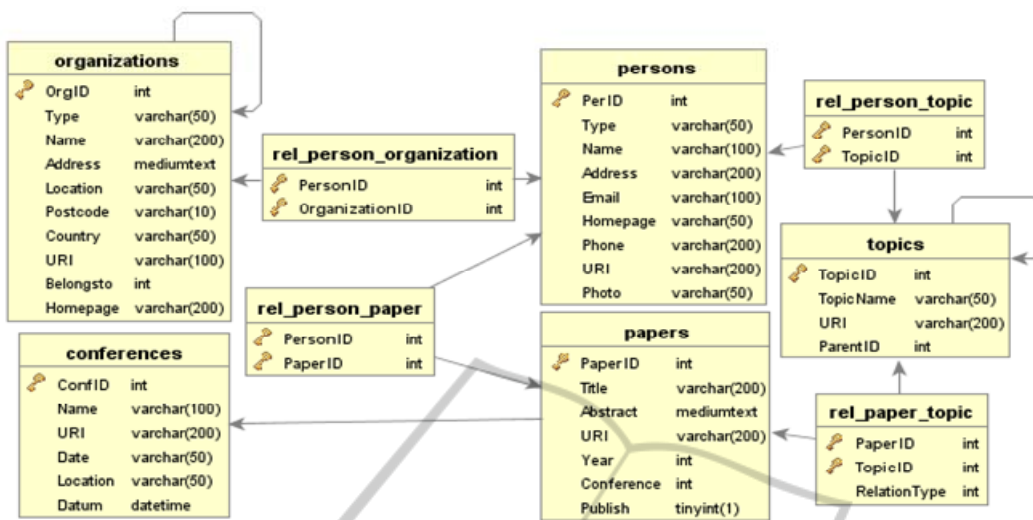 organizations
OrgID int
Type varchar(50)
Name varchar(200)
Address mediumtext
Location varchar(50)
Postcode varchar(10)
Country varchar(50)
URI varchar(100)
Belongsto int
Homepage varchar(200)
rel_person_organization
PersonID int
OrganizationID int
persons
PerID int
Type varchar(50)
Name varchar(100)
Address varchar(200)
Email varchar(100)
Homepage varchar(50)
Phone varchar(200)
URI varchar(200)
Photo varchar(50)
rel_person_topic
PersonID int
TopicID int
topics
TopicID int
TopicName varchar(50)
URI varchar(200)
ParentID int
rel_person_paper
PersonID int
PaperID int
conferences
ConfID int
Name varchar(100)
URI varchar(200)
Date varchar(50)
Location varchar(50)
Datum datetime
papers
PaperID int
Title varchar(200)
Abstract mediumtext
URI varchar(200)
Year int
Conference int
Publish tinyint(1)
rel_paper_topic
PaperID int
TopicID int
RelationType int